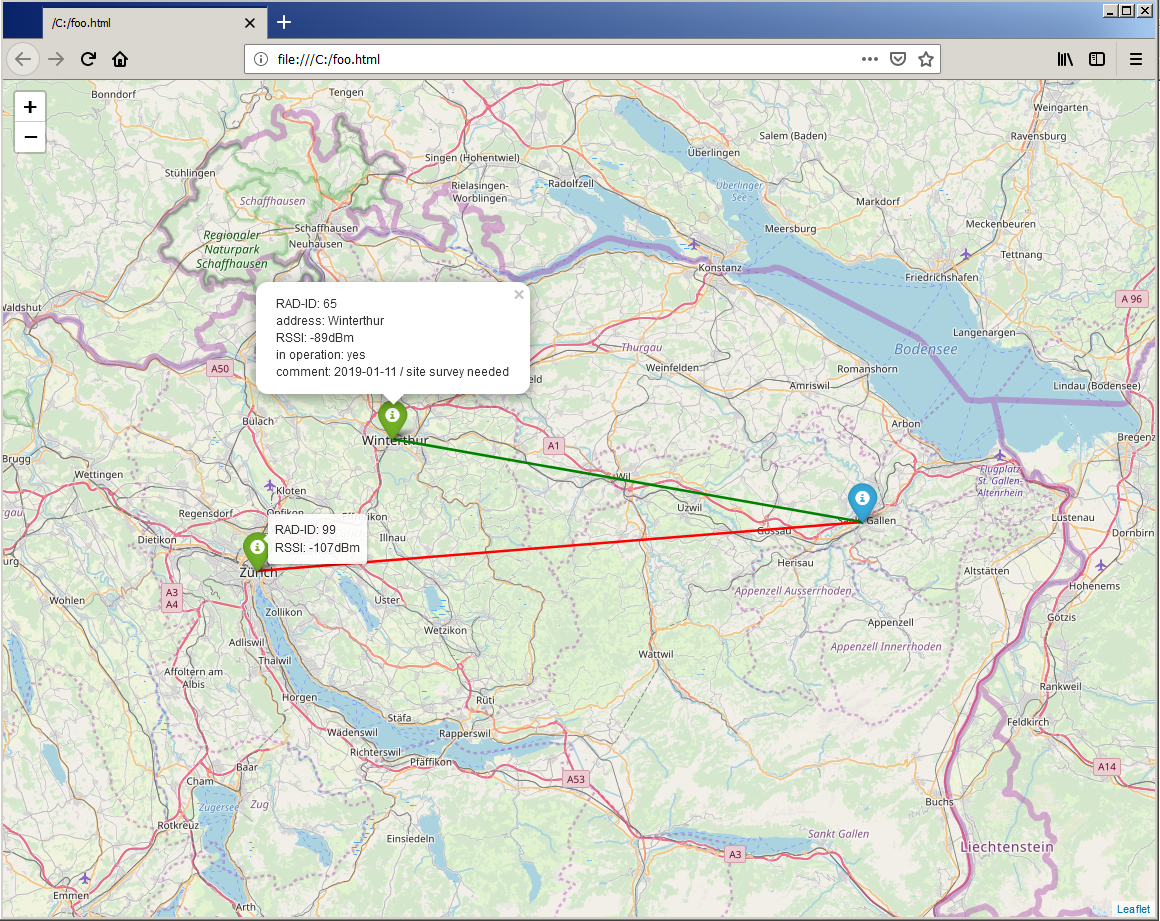 /C:/foo.html
file:///C:/foo.html
+
−
Bonndorf
Tengen
Weingarten
Ravensburg
Salem (Baden)
Überlingen
Singen (Hohentwiel)
Stühlingen
Radolfzell
Rielasingen-
Worblingen
Überlinger
See
Schaffhausen
Markdorf
Meersburg
Meckenbeuren
Schaffhausen
Neuhausen
Regionaler
Naturpark
Schaffhausen
Tettnang
Konstanz
Friedrichshafen
A 96
Waldshut
RAD-ID: 65
address: Winterthur
RSSI: -89dBm
in operation: yes
comment: 2019-01-11 / site survey needed
×
Langenargen
Thurgau
Bodensee
A50
Weinfelden
Romanshorn
Amriswil
Lindau (Bodensee)
eld
Bülach
Arbon
Winterthur
A1
Bregenz
Brugg
Wettingen
Wil
Flugplatz
St. Gallen-
Altenrhein
Kloten
Uzwil
Regensdorf
Opfikon
Effretikon
gau
Sankt Gallen
Lustenau
Gossau
Dornbirn
Dietikon
RAD-ID: 99
RSSI: -107dBm
Illnau
Herisau
Zürich
Altstätten
Hohenems
Appenzell Ausserrhoden
A3
A4
Wohlen
Uster
Zollikon
Götzis
Wetzikon
Appenzell
Adliswil
Appenzell Innerrhoden
Thalwil
Wattwil
Affoltern am
Albis
Rankweil
Horgen
Rüti
Stäfa
Feldkirch
Wädenswil
Rapperswil
Richterswil
Pfäffikon
Baar
A14
Cham
A53
Buchs
Zugersee
Zug
Rotkreuz
Einsiedeln
Sankt Gallen
Liechtenstein
A3
Emmen
Arth
Leaflet